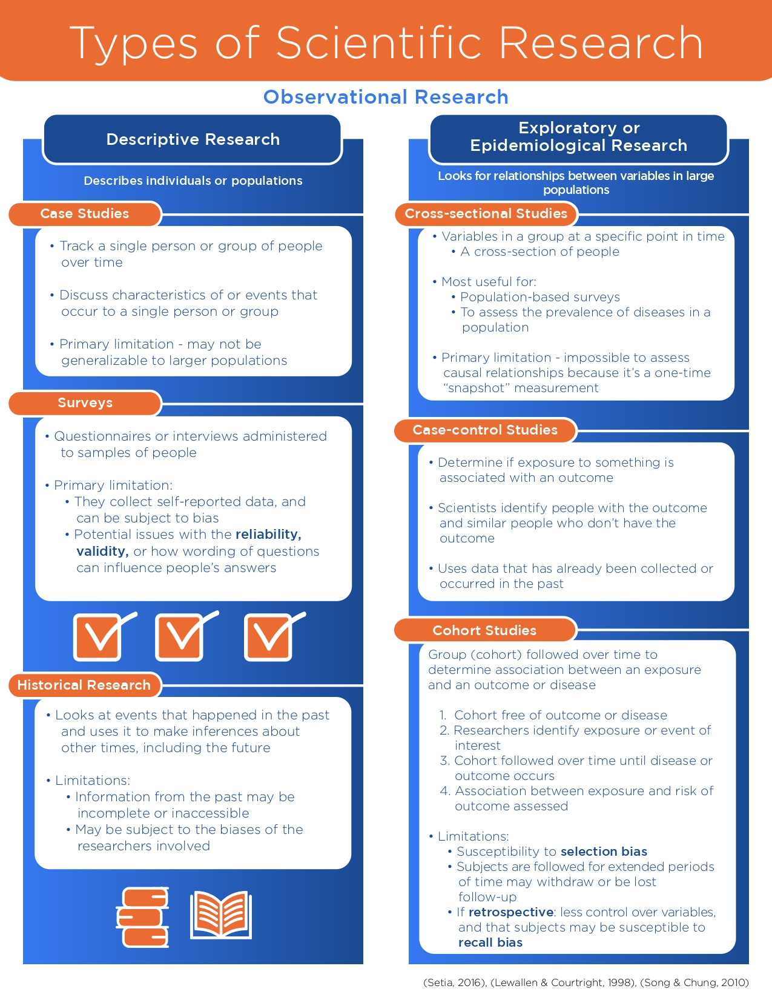 Types of Scientific Research
Observational Research
Descriptive Research
Describes individuals or populations
Case Studies
• Track a single person or group of people
over time
• Discuss characteristics of or events that
occur to a single person or group
• Primary limitation - may not be
generalizable to larger populations
Surveys
• Questionnaires or interviews administered
to samples of people
• Primary limitation:
• They collect self-reported data, and
can be subject to bias
• Potential issues with the reliability,
validity, or how wording of questions
can influence people's answers
Historical Research
• Looks at events that happened in the past
and uses it to make inferences about
other times, including the future
• Limitations:
• Information from the past may be
incomplete or inaccessible
• May be subject to the biases of the
researchers involved
Exploratory or
Epidemiological Research
Looks for relationships between variables in large
populations
Cross-sectional Studies
• Variables in a group at a specific point in time
• A cross-section of people
• Most useful for:
• Population-based surveys
• To assess the prevalence of diseases in a
population
• Primary limitation - impossible to assess
causal relationships because it's a one-time
“snapshot” measurement
Case-control Studies
• Determine if exposure to something is
associated with an outcome
• Scientists identify people with the outcome
and similar people who don't have the
outcome
• Uses data that has already been collected or
occurred in the past
Cohort Studies
Group (cohort) followed over time to
determine association between an exposure
and an outcome or disease
1. Cohort free of outcome or disease
2. Researchers identify exposure or event of
interest
3. Cohort followed over time until disease or
outcome occurs
4. Association between exposure and risk of
outcome assessed
• Limitations:
• Susceptibility to selection bias
• Subjects are followed for extended periods
of time may withdraw or be lost
follow-up
• If retrospective: less control over variables,
and that subjects may be susceptible to
recall bias
(Setia, 2016), (Lewallen & Courtright, 1998), (Song & Chung, 2010)